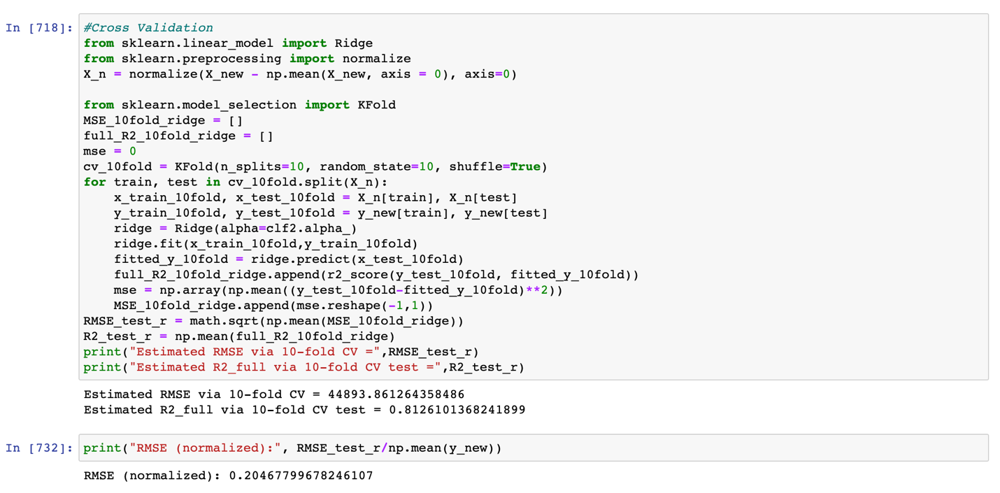 In [718]:
#Cross Validation
from sklearn.linear_model import Ridge
from sklearn.preprocessing import normalize
X_n = normalize(X_new - np.mean(X_new, axis = 0), axis=0)

from sklearn.model_selection import KFold
MSE_10fold_ridge = []
full_R2_10fold_ridge = []
mse = 0
cv_10fold = KFold(n_splits=10, random_state=10, shuffle=True)
for train, test in cv_10fold.split(X_n):
    x_train_10fold, x_test_10fold = X_n[train], X_n[test]
    y_train_10fold, y_test_10fold = y_new[train], y_new[test]
    ridge = Ridge(alpha=clf2.alpha_)
    ridge.fit(x_train_10fold,y_train_10fold)
    fitted_y_10fold = ridge.predict(x_test_10fold)
    full_R2_10fold_ridge.append(r2_score(y_test_10fold, fitted_y_10fold))
    mse = np.array(np.mean((y_test_10fold-fitted_y_10fold)**2))
    MSE_10fold_ridge.append(mse.reshape(-1,1))
RMSE_test_r = math.sqrt(np.mean(MSE_10fold_ridge))
R2_test_r = np.mean(full_R2_10fold_ridge)
print("Estimated RMSE via 10-fold CV =",RMSE_test_r)
print("Estimated R2_full via 10-fold CV test =",R2_test_r)
Estimated RMSE via 10-fold CV = 44893.861264358486
Estimated R2_full via 10-fold CV test = 0.8126101368241899
In [732]:
print("RMSE (normalized):", RMSE_test_r/np.mean(y_new))
RMSE (normalized): 0.20467799678246107